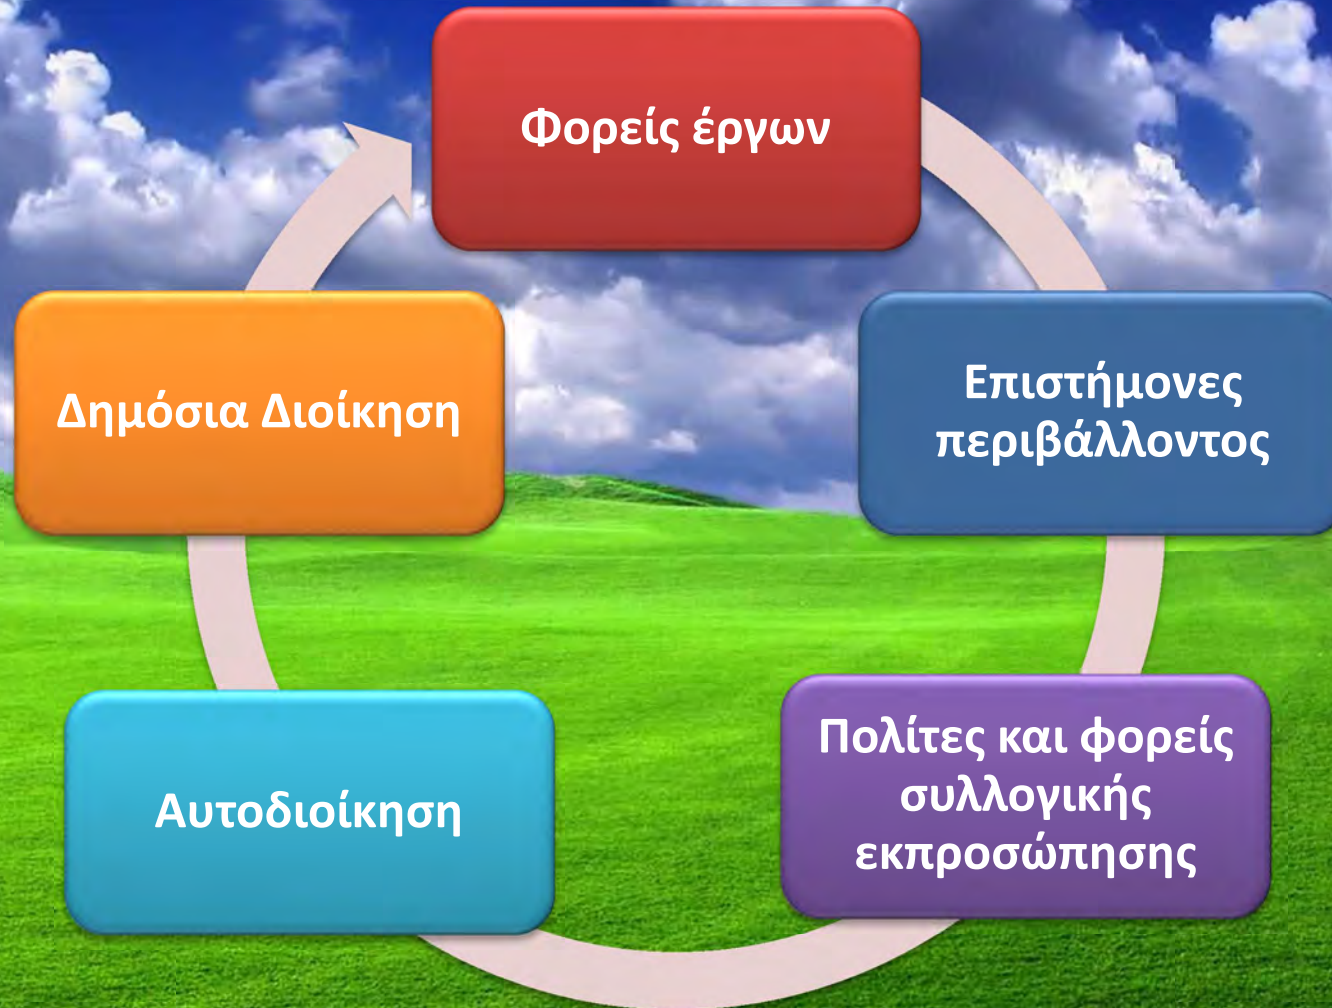 Φορείς έργων
Επιστήμονες
περιβάλλοντος
Πολίτες και φορείς
συλλογικής
εκπροσώπησης
Αυτοδιοίκηση
Δημόσια Διοίκηση